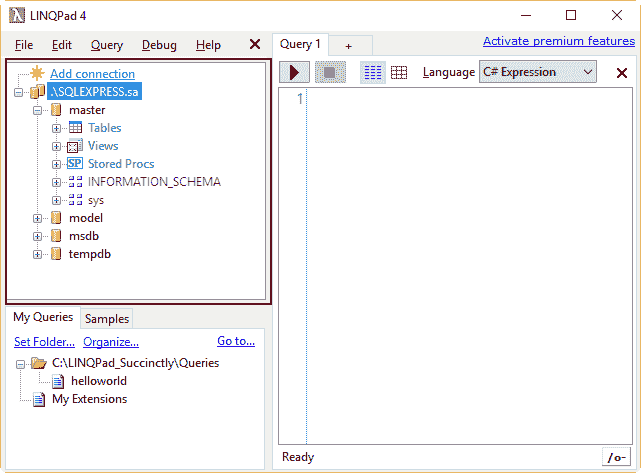 LINQPad 4
File Edit Query Debug Help
Query 1 +
Activate premium features
Add connection
.\SQLEXPRESS.sa
master
Tables
Views
SP Stored Procs
INFORMATION_SCHEMA
sys
model
msdb
tempdb
Language C# Expression
1
My Queries Samples
Set Folder... Organize... Go to...
C:\LINQPad_Succinctly\Queries
helloworld
My Extensions
Ready
/o-